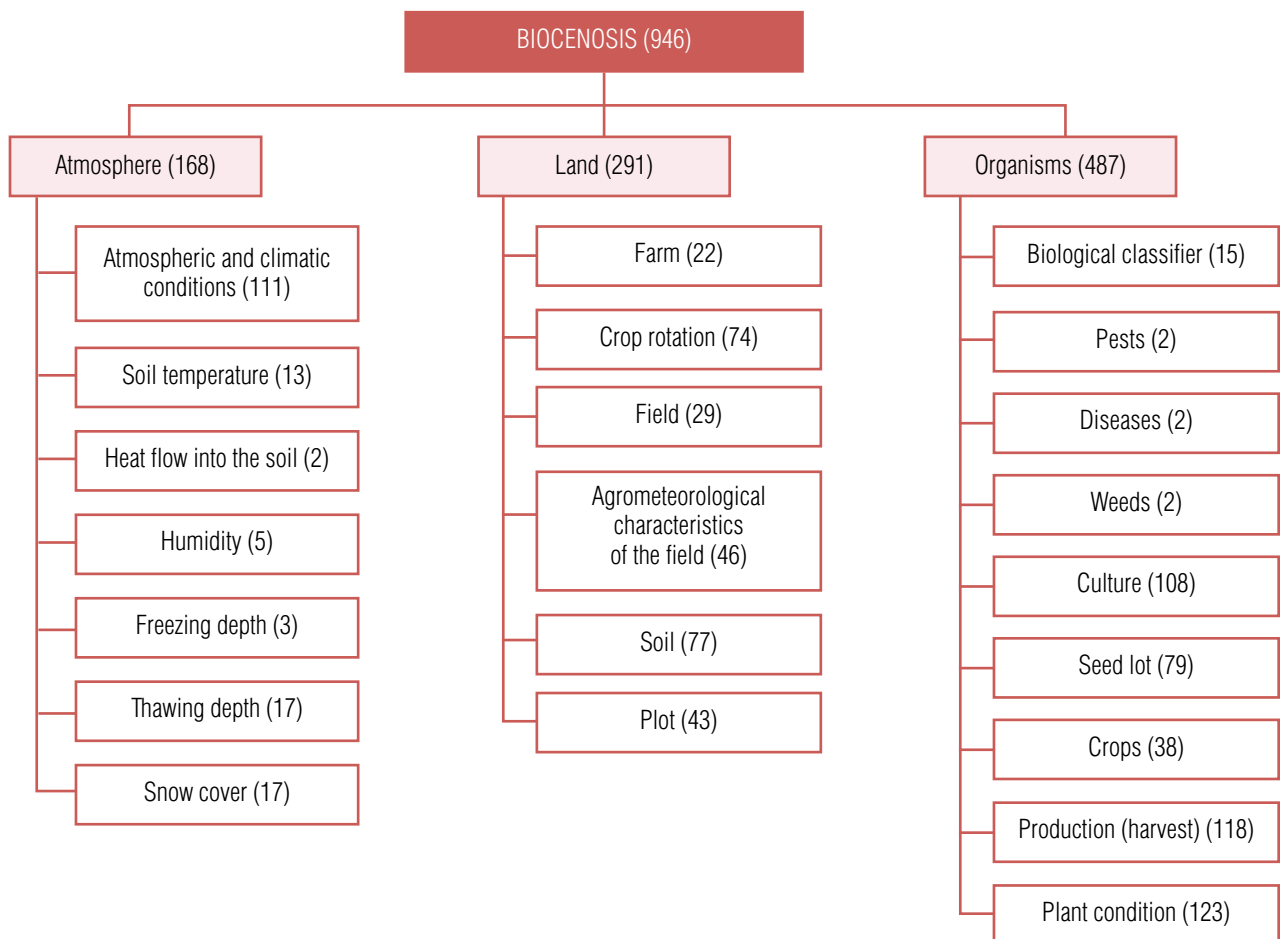 BIOCENOSIS (946)
Atmosphere (168)
Atmospheric and climatic
conditions (111)
Soil temperature (13)
Heat flow into the soil (2)
Humidity (5)
Freezing depth (3)
Thawing depth (17)
Snow cover (17)
Land (291)
Farm (22)
Crop rotation (74)
Field (29)
Agrometeorological
characteristics
of the field (46)
Soil (77)
Plot (43)
Organisms (487)
Biological classifier (15)
Pests (2)
Diseases (2)
Weeds (2)
Culture (108)
Seed lot (79)
Crops (38)
Production (harvest) (118)
Plant condition (123)